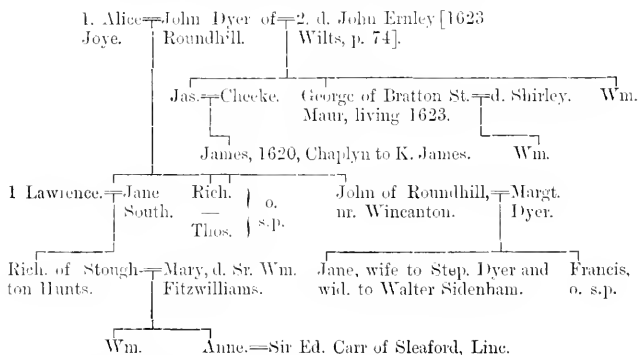 1. Alice=John Dyer of=2. d. John Ernley [1623
Joye. Roundhill. Wilts, p. 74].
Jas.=Cheeke. George of Bratton St.=d. Shirley. Wm.
Maur, living 1623.
James, 1620, Chaplyn to K. James. Wm.
1 Lawrence.=Jane Rich. } o. John of Roundhill,=Margt.
South. — s.p. nr. Wincanton. Dyer.
Thos.
Rich. of Stough-=Mary, d. Sr. Wm. Jane, wife to Step. Dyer and Francis,
ton Hunts. Fitzwilliams. wid. to Walter Sidenham. o. s.p.
Wm. Anne.=Sir Ed. Carr of Sleaford, Linc.